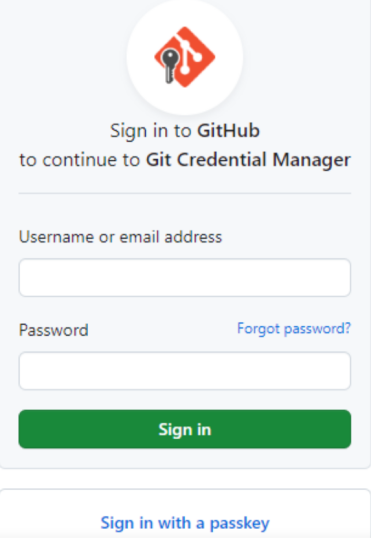 Sign in to GitHub
to continue to Git Credential Manager
Username or email address
Password Forgot password?
Sign in
Sign in with a passkey